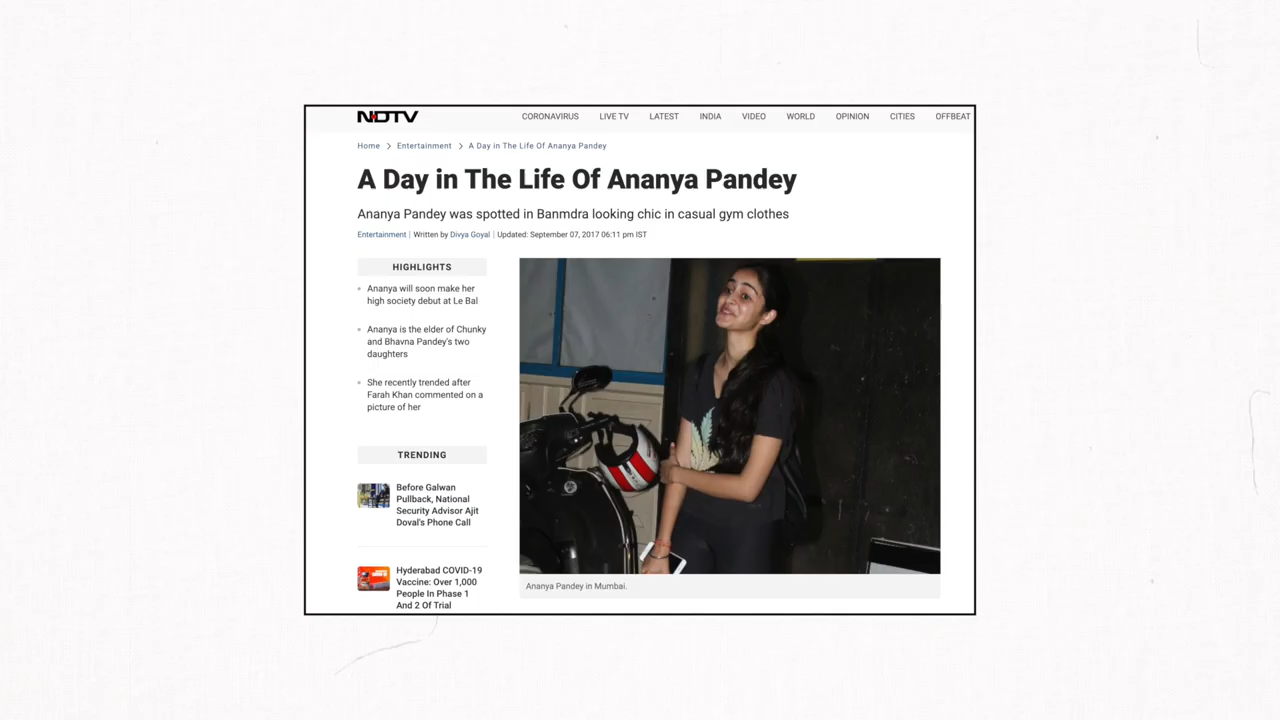 NDTV
CORONAVIRUS LIVE TV LATEST INDIA VIDEO WORLD OPINION CITIES OFFBEAT
Home > Entertainment > A Day in The Life Of Ananya Pandey
A Day in The Life Of Ananya Pandey
Ananya Pandey was spotted in Banmdra looking chic in casual gym clothes
Entertainment | Written by Divya Goyal | Updated: September 07, 2017 06:11 pm IST
HIGHLIGHTS
Ananya will soon make her
high society debut at Le Bal
Ananya is the elder of Chunky
and Bhavna Pandey's two
daughters
She recently trended after
Farah Khan commented on a
picture of her
TRENDING
Before Galwan
Pullback, National
Security Advisor Ajit
Doval's Phone Call
Hyderabad COVID-19
Vaccine: Over 1,000
People In Phase 1
And 2 Of Trial
Ananya Pandey in Mumbai.